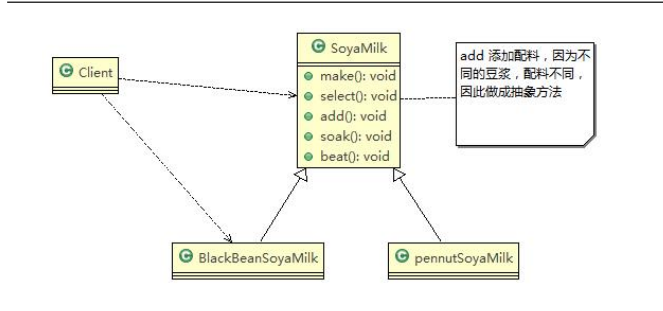 SoyaMilk
Client
make(): void
select(): void
add(): void
soak(): void
beat(): void
add 添加配料，因为不
同的豆浆，配料不同，
因此做成抽象方法
BlackBeanSoyaMilk
pennutSoyaMilk